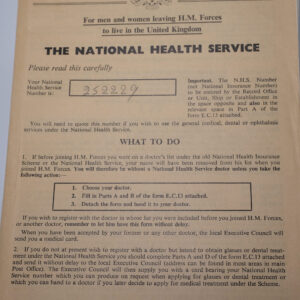 For men and women leaving H.M. Forces
to live in the United Kingdom
THE NATIONAL HEALTH SERVICE
Please read this carefully
Your National
Health Service
Number is:
Important. The N.H.S. Number
(not National Insurance Number)
to be entered by the Record Office
or Unit, Ship or Establishment in
the space opposite and also in the
relevant space in Part A of
form E.C.13 attached.
You will need to quote this number if you wish to use the general medical, dental or ophthalmic
services under the National Health Service.
WHAT TO DO
1. If before joining H.M. Forces you were on a doctor's list under the old National Health Insurance
Scheme or the National Health Service, your name will have been removed from his list when you
joined the Forces. You will therefore be without a National Health Service doctor unless you take the
following action:—
1. Choose your doctor.
2. Fill in Parts A and B of form E.C.13 attached.
3. Detach the form and hand it to your doctor.
If you wish to register with the doctor in whose list you were included before you joined H.M. Forces,
or another doctor, remember to let him have this form without delay.
When you have been accepted by your former or any other doctor, the local Executive Council will
send you a medical card.
2. If you do not at present wish to register with a doctor but intend to obtain glasses or dental treat-
ment under the National Health Service you should complete Parts A and D of the form E.C.13 attached
and send it without delay to the local Executive Council (address can be found in most areas in main
Post Office). The Executive Council will then supply you with a card bearing your National Health
Service number which you can produce on request when applying for glasses or dental treatment or
which you can hand to a doctor if you later decide to apply for medical treatment under the Scheme.